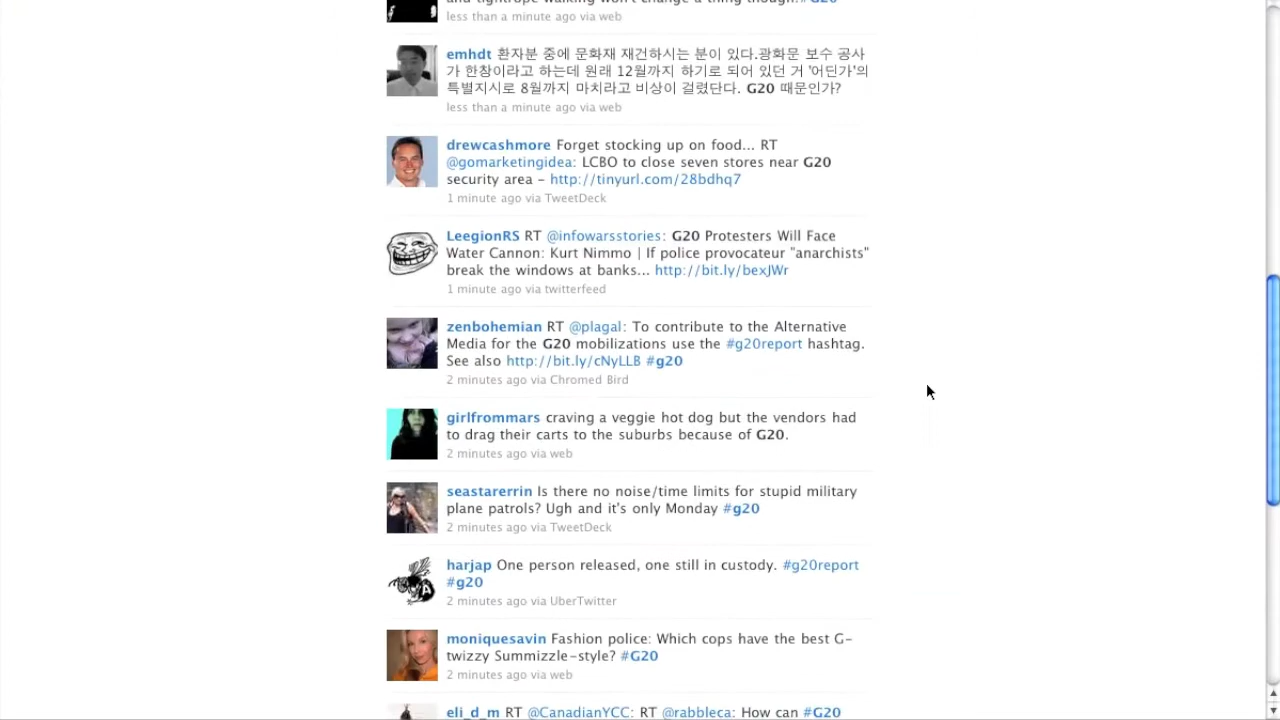 and tightrope walking won't change a thing though.#G20
less than a minute ago via web
emhdt 환자분 중에 문화재 재건하시는 분이 있다.광화문 보수 공사
가 한창이라고 하는데 원래 12월까지 하기로 되어 있던 거 '어딘가'의
특별지시로 8월까지 마치라고 비상이 걸렸단다. G20 때문인가?
less than a minute ago via web
drewcashmore Forget stocking up on food... RT
@gomarketingidea: LCBO to close seven stores near G20
security area – http://tinyurl.com/28bdhq7
1 minute ago via TweetDeck
LeegionRS RT @infowarsstories: G20 Protesters Will Face
Water Cannon: Kurt Nimmo | If police provocateur "anarchists"
break the windows at banks... http://bit.ly/bexJWr
1 minute ago via twitterfeed
zenbohemian RT @plagal: To contribute to the Alternative
Media for the G20 mobilizations use the #g20report hashtag.
See also http://bit.ly/cNyLLB #g20
2 minutes ago via Chromed Bird
girlfrommars craving a veggie hot dog but the vendors had
to drag their carts to the suburbs because of G20.
2 minutes ago via web
seastarerrin Is there no noise/time limits for stupid military
plane patrols? Ugh and it's only Monday #g20
2 minutes ago via TweetDeck
harjap One person released, one still in custody. #g20report
#g20
2 minutes ago via UberTwitter
moniquesavin Fashion police: Which cops have the best G-
twizzy Summizzle-style? #G20
2 minutes ago via web
eli_d_m RT @CanadianYCC: RT @rabbleca: How can #G20